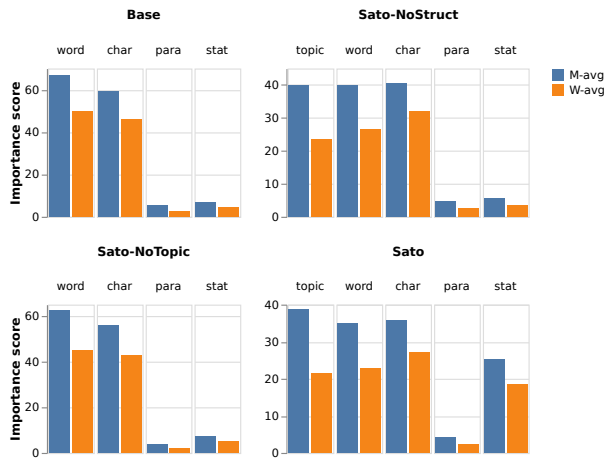 Base
Sato-NoStruct
word char para stat
topic word char para stat
M-avg
W-avg
Importance score
60
40
20
0
40
30
20
10
0
Sato-NoTopic
Sato
word char para stat
topic word char para stat
Importance score
60
40
20
0
40
30
20
10
0